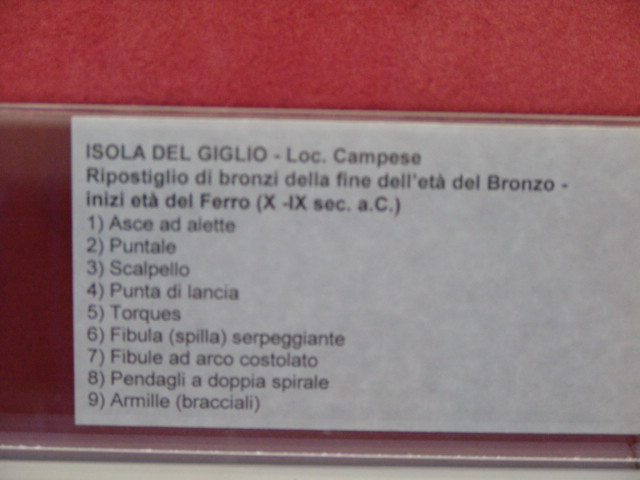 ISOLA DEL GIGLIO - Loc. Campese
Ripostiglio di bronzi della fine dell'età del Bronzo -
inizi età del Ferro (X -IX sec. a.C.)
1) Asce ad alette
2) Puntale
3) Scalpello
4) Punta di lancia
5) Torques
6) Fibula (spilla) serpeggiante
7) Fibule ad arco costolato
8) Pendagli a doppia spirale
9) Armille (bracciali)